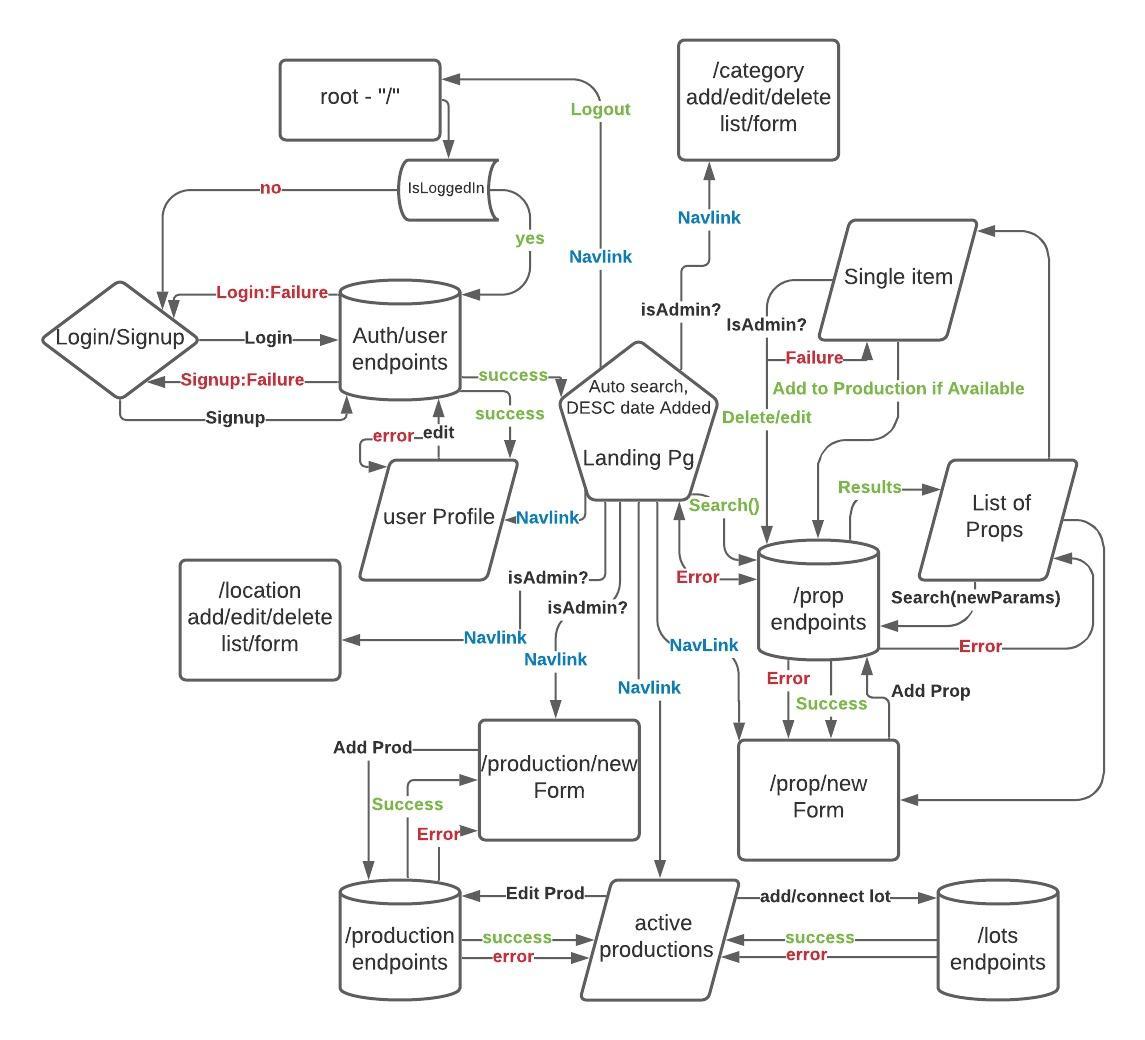 /category
add/edit/delete
list/form
root - "/"
Logout
IsLoggedIn
no
yes
Navlink
Navlink
Single item
Login:Failure
isAdmin?
IsAdmin?
Login/Signup
Login
Auth/user
endpoints
Failure
Signup:Failure
success
Auto search,
DESC date Added
Landing Pg
Add to Production if Available
Delete/edit
Signup
success
error
edit
Results
user Profile
Navlink
Search()
List of
Props
Error
isAdmin?
isAdmin?
/location
add/edit/delete
list/form
/prop
endpoints
Search(newParams)
Navlink
Navlink
NavLink
Error
Navlink
Error
Success
Add Prop
Add Prod
/production/new
Form
Success
Error
/prop/new
Form
Edit Prod
add/connect lot
/production
endpoints
success
error
active
productions
success
error
/lots
endpoints